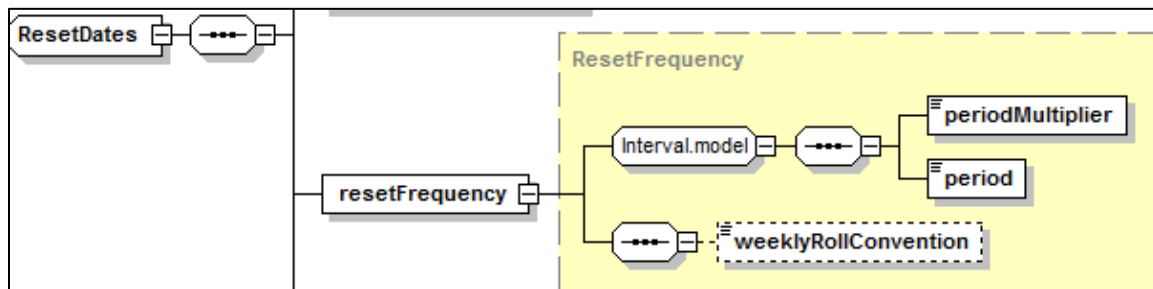 ResetDates
ResetFrequency
Interval.model
periodMultiplier
period
resetFrequency
weeklyRollConvention